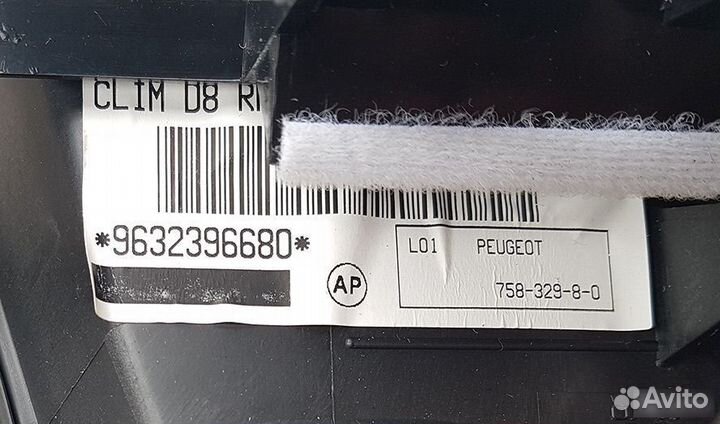 CLIM D8
*9632396680*
AP
L01 PEUGEOT
758-329-8-0
Avito